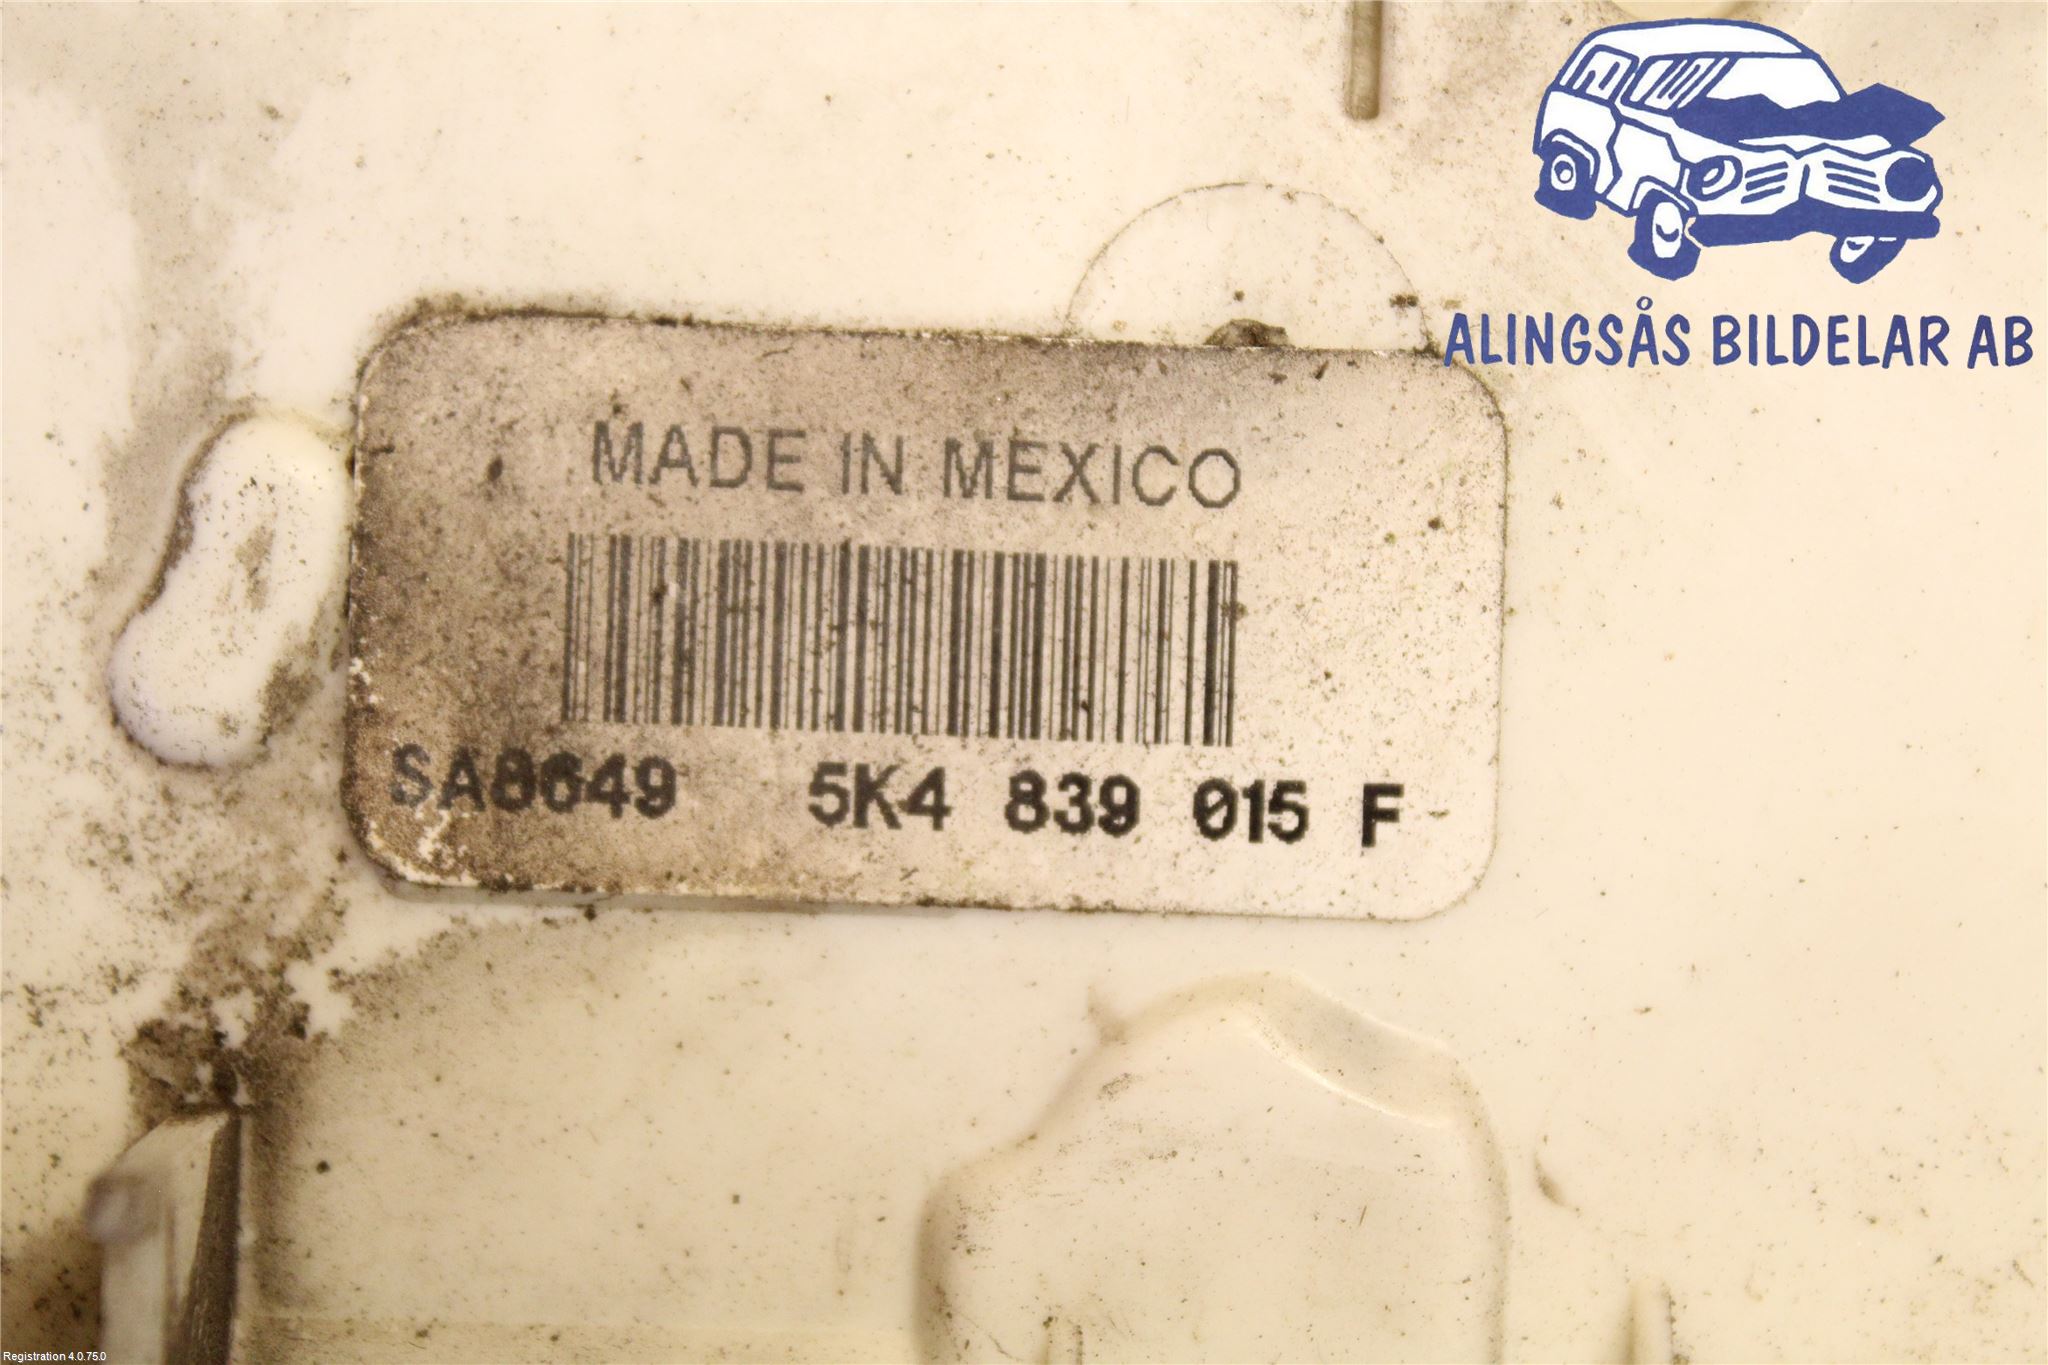 ALINGSÅS BILDELAR AB
MADE IN MEXICO
SA8649 5K4 839 015 F
Registration 4.0.75.0